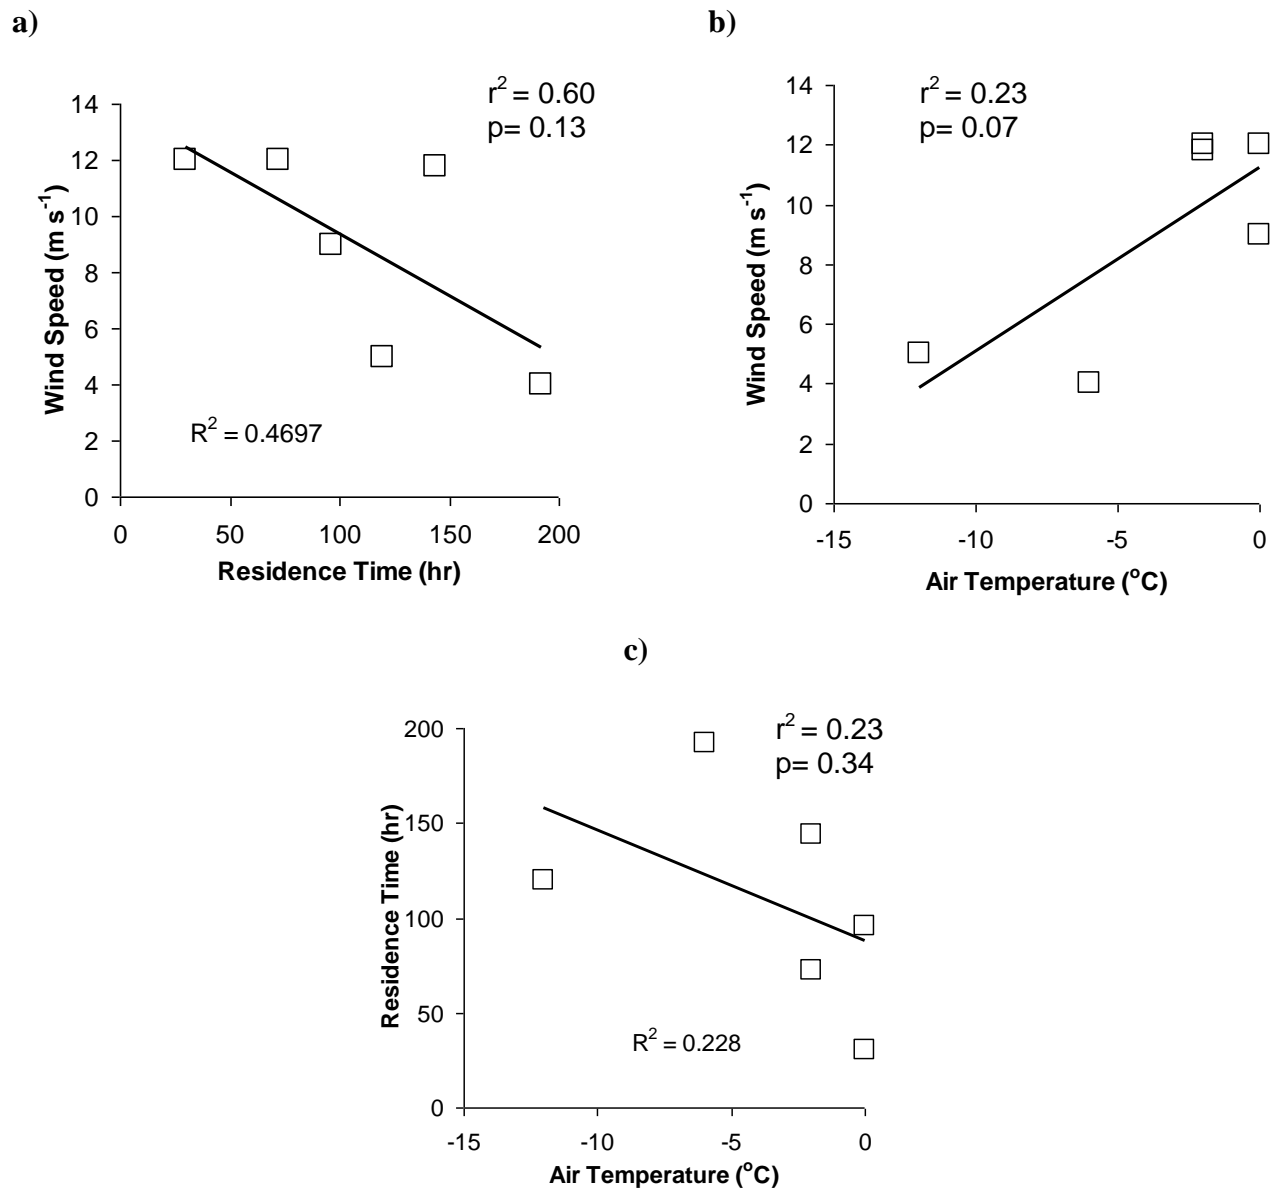 a)
r² = 0.60
p= 0.13
14
12
10
8
6
4
2
0
Wind Speed (m s⁻¹)
R² = 0.4697
0 50 100 150 200
Residence Time (hr)
b)
r² = 0.23
p= 0.07
14
12
10
8
6
4
2
0
Wind Speed (m s⁻¹)
-15 -10 -5 0
Air Temperature (°C)
c)
r² = 0.23
p= 0.34
200
150
100
50
0
Residence Time (hr)
R² = 0.228
-15 -10 -5 0
Air Temperature (°C)